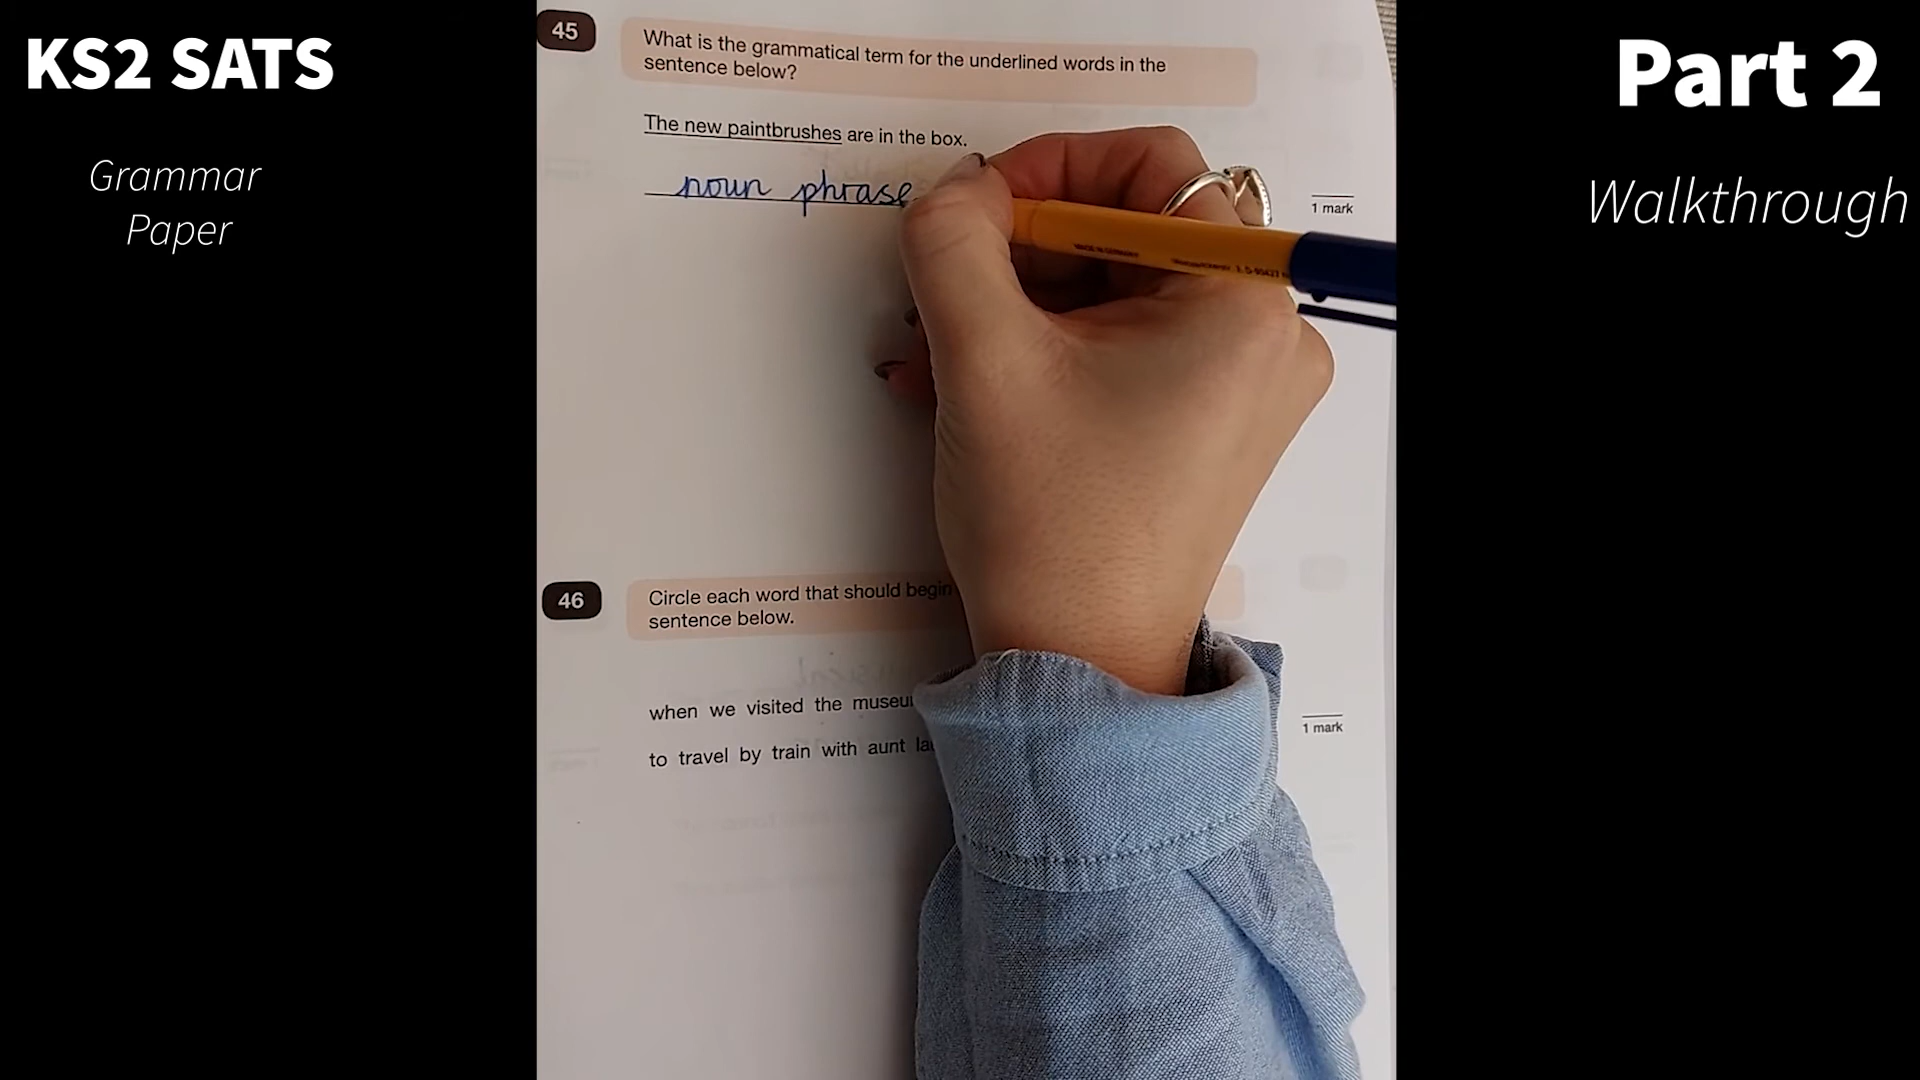 KS2 SATS
Grammar
Paper
Part 2
Walkthrough
45
What is the grammatical term for the underlined words in the
sentence below?
The new paintbrushes are in the box.
noun phrase
1 mark
46
Circle each word that should begin
sentence below.
when we visited the
to travel by train with aunt
1 mark